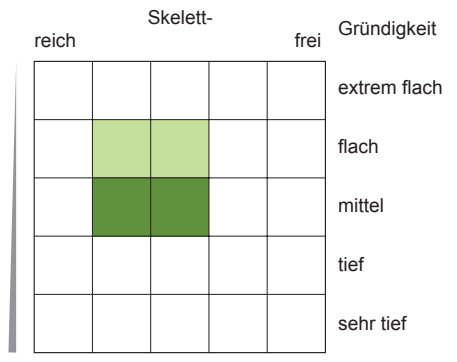 Skelett-
reich frei
Gründigkeit
extrem flach
flach
mittel
tief
sehr tief